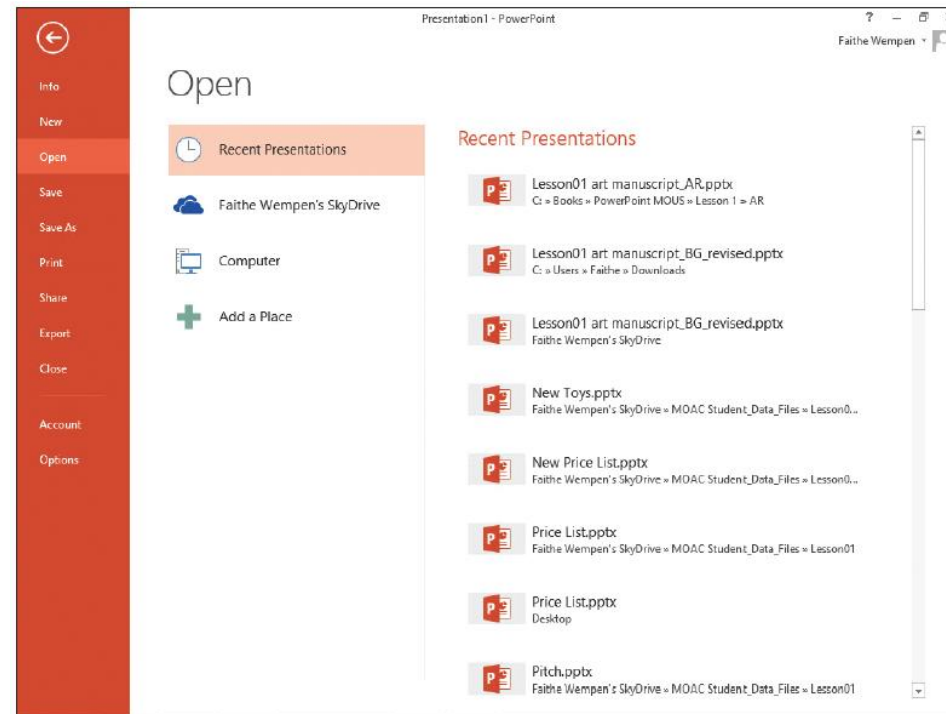 Presentation1 - PowerPoint
?
Faithe Wempen
Info
New
Open
Save
Save As
Print
Share
Export
Close
Account
Options
Open
Recent Presentations
Faithe Wempen's SkyDrive
Computer
Add a Place
Recent Presentations
Lesson01 art manuscript_AR.pptx
C: » Books » PowerPoint MOUS » Lesson 1 » AR
Lesson01 art manuscript_BG_revised.pptx
C: » Users » Faithe » Downloads
Lesson01 art manuscript_BG_revised.pptx
Faithe Wempen's SkyDrive
New Toys.pptx
Faithe Wempen's SkyDrive » MOAC Student_Data_Files » Lesson0...
New Price List.pptx
Faithe Wempen's SkyDrive » MOAC Student_Data_Files » Lesson0...
Price List.pptx
Faithe Wempen's SkyDrive » MOAC Student_Data_Files » Lesson01
Price List.pptx
Desktop
Pitch.pptx
Faithe Wempen's SkyDrive » MOAC Student_Data_Files » Lesson01